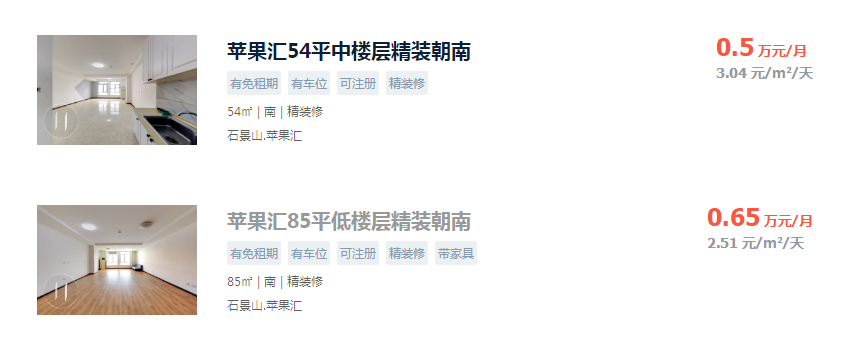 苹果汇54平中楼层精装朝南
0.5 万元/月
有免租期 有车位 可注册 精装修
3.04 元/m²/天
54㎡ | 南 | 精装修
石景山.苹果汇
苹果汇85平低楼层精装朝南
0.65 万元/月
有免租期 有车位 可注册 精装修 带家具
2.51 元/m²/天
85㎡ | 南 | 精装修
石景山.苹果汇